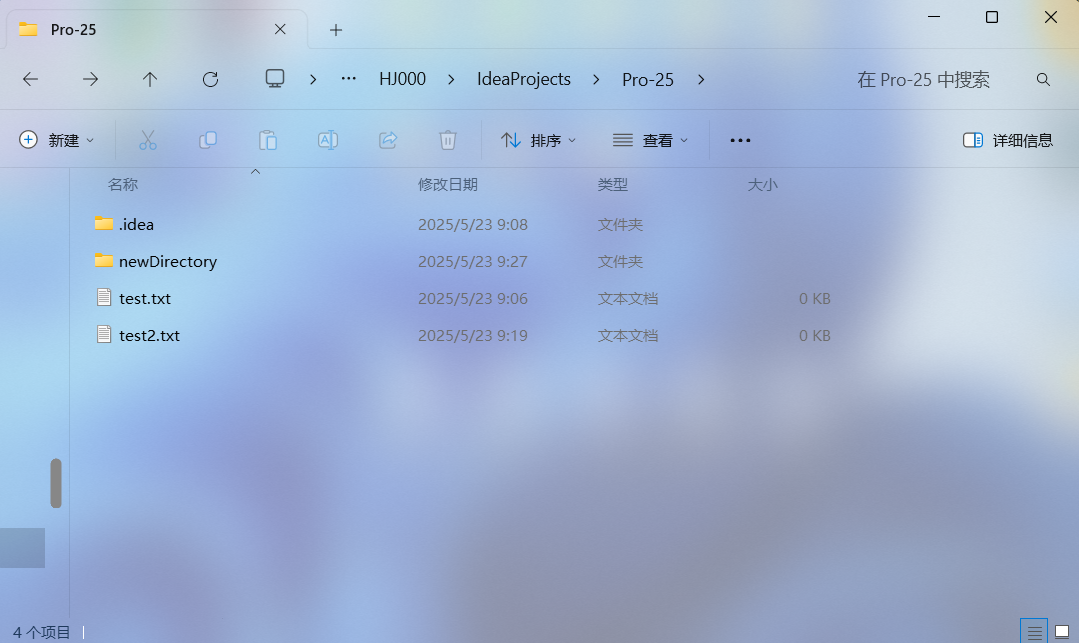 Pro-25
HJ000 IdeaProjects Pro-25 在 Pro-25 中搜索
新建 排序 查看 详细信息
名称 修改日期 类型 大小
.idea 2025/5/23 9:08 文件夹
newDirectory 2025/5/23 9:27 文件夹
test.txt 2025/5/23 9:06 文本文档 0 KB
test2.txt 2025/5/23 9:19 文本文档 0 KB
4 个项目